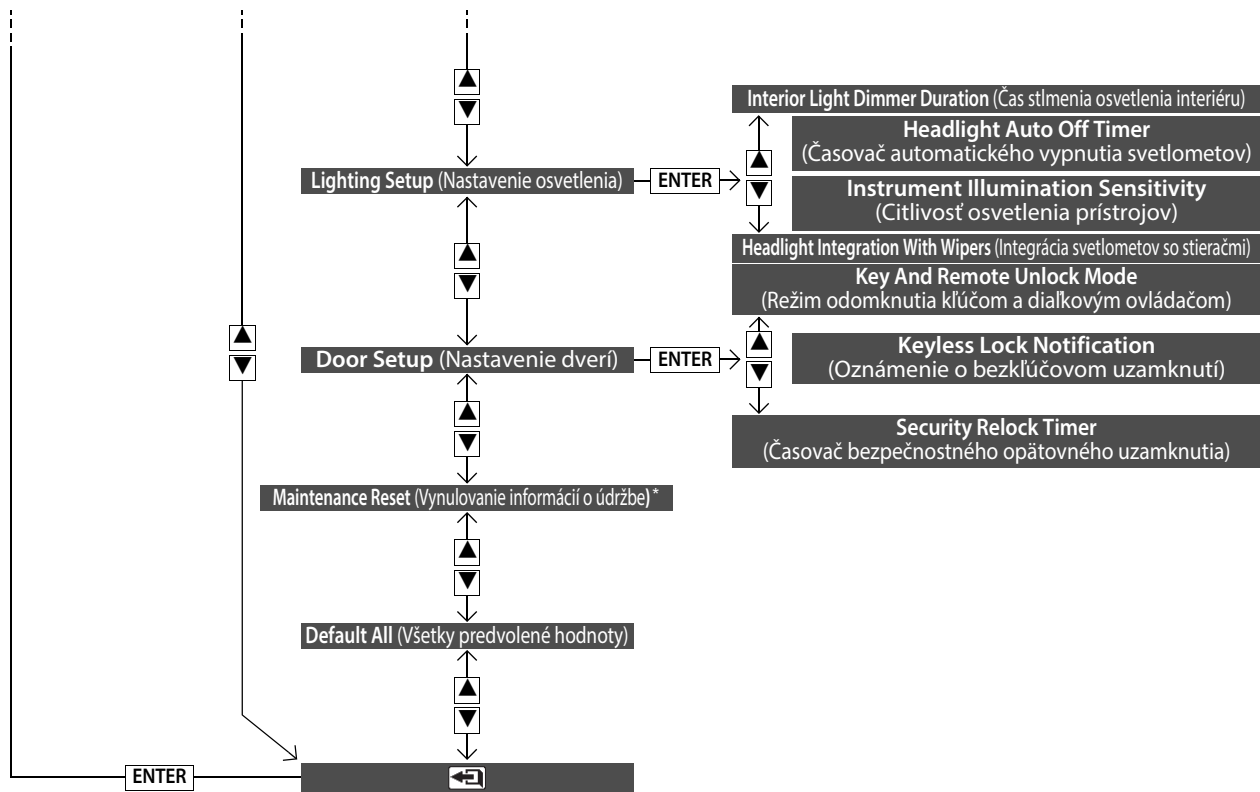 Interior Light Dimmer Duration (Čas stlmenia osvetlenia interiéru)
Headlight Auto Off Timer
(Časovač automatického vypnutia svetlometov)
Lighting Setup (Nastavenie osvetlenia)
ENTER
Instrument Illumination Sensitivity
(Citlivosť osvetlenia prístrojov)
Headlight Integration With Wipers (Integrácia svetlometov so stieračmi)
Key And Remote Unlock Mode
(Režim odomknutia kľúčom a diaľkovým ovládačom)
Door Setup (Nastavenie dverí)
ENTER
Keyless Lock Notification
(Oznámenie o bezkľúčovom uzamknutí)
Security Relock Timer
(Časovač bezpečnostného opätovného uzamknutia)
Maintenance Reset (Vynulovanie informácií o údržbe)*
Default All (Všetky predvolené hodnoty)
ENTER